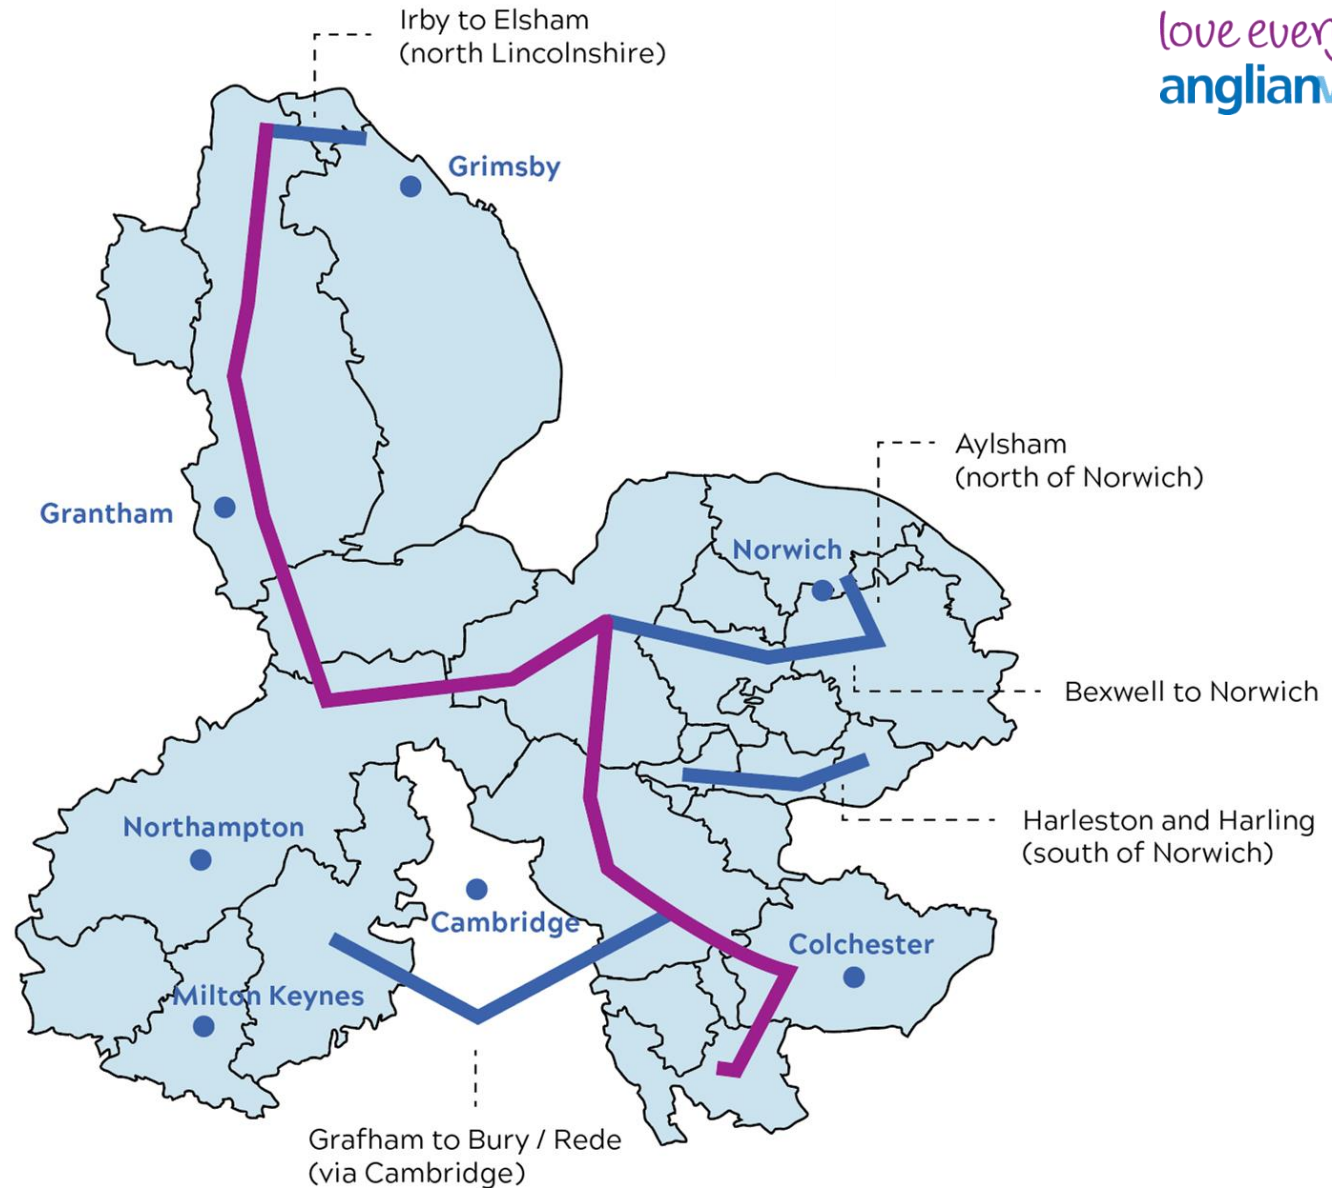 Irby to Elsham
(north Lincolnshire)
love ever
anglian
Grimsby
Aylsham
(north of Norwich)
Grantham
Norwich
Bexwell to Norwich
Harleston and Harling
(south of Norwich)
Northampton
Cambridge
Colchester
Milton Keynes
Grafham to Bury / Rede
(via Cambridge)